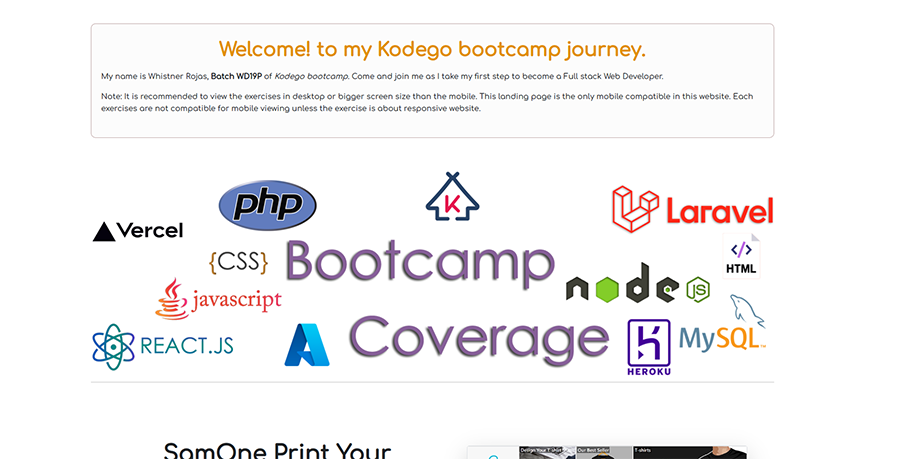 Welcome! to my Kodego bootcamp journey.
My name is Whistner Rojas, Batch WD19P of Kodego bootcamp. Come and join me as I take my first step to become a Full stack Web Developer.
Note: It is recommended to view the exercises in desktop or bigger screen size than the mobile. This landing page is the only mobile compatible in this website. Each
exercises are not compatible for mobile viewing unless the exercise is about responsive website.
php
K
Laravel
Vercel
{CSS}
Bootcamp
</>
HTML
node
JS
javascript
Coverage
REACT.JS
HEROKU
MySQL
SamOne Print Your
Design Your T-shirt
Our Best Seller
T-shirts